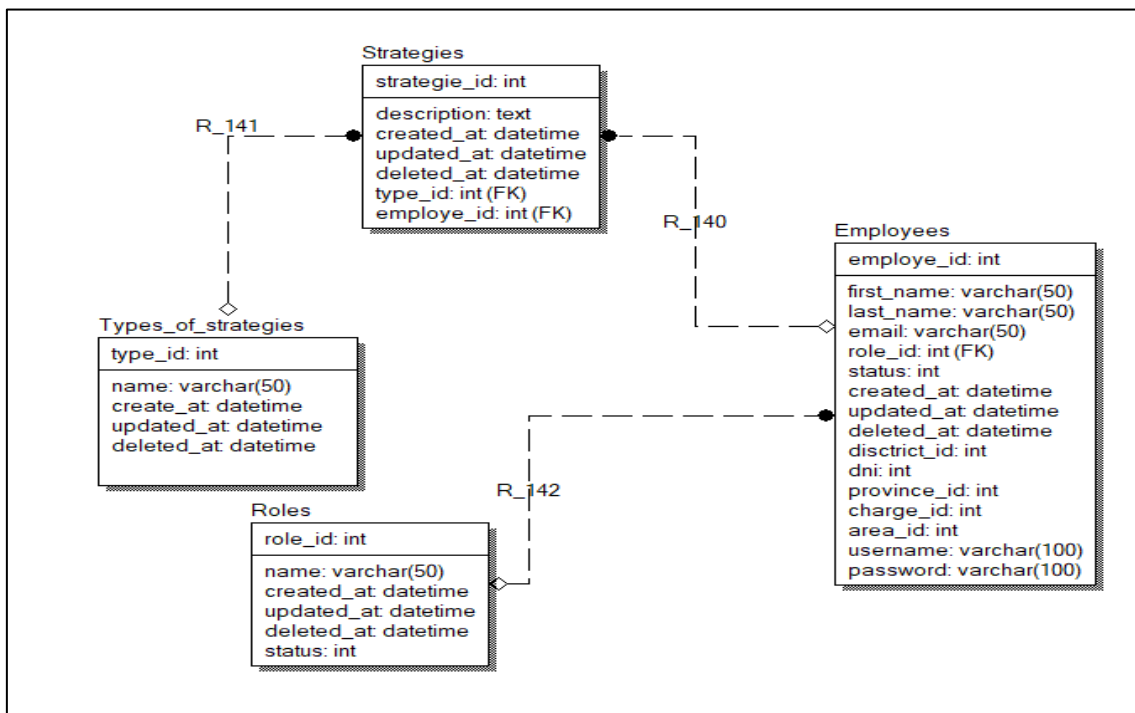 Strategies
strategie_id: int
description: text
created_at: datetime
updated_at: datetime
deleted_at: datetime
type_id: int (FK)
employe_id: int (FK)
R_141
R_140
Employees
employe_id: int
first_name: varchar(50)
last_name: varchar(50)
email: varchar(50)
role_id: int (FK)
status: int
created_at: datetime
updated_at: datetime
deleted_at: datetime
disctrict_id: int
dni: int
province_id: int
charge_id: int
area_id: int
username: varchar(100)
password: varchar(100)
Types_of_strategies
type_id: int
name: varchar(50)
create_at: datetime
updated_at: datetime
deleted_at: datetime
R_142
Roles
role_id: int
name: varchar(50)
created_at: datetime
updated_at: datetime
deleted_at: datetime
status: int